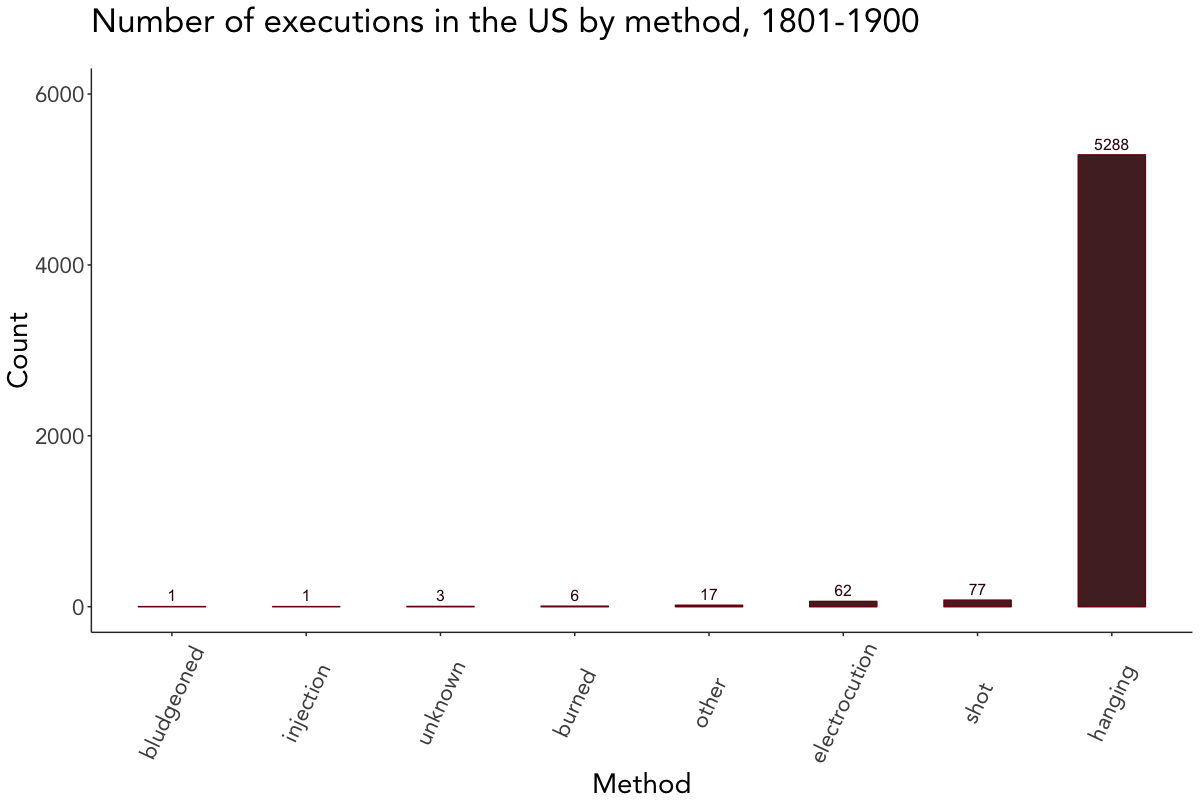 Number of executions in the US by method, 1801-1900
6000
4000
2000
0
Count
1
1
3
6
17
62
77
5288
bludgeoned
injection
unknown
burned
other
electrocution
shot
hanging
Method